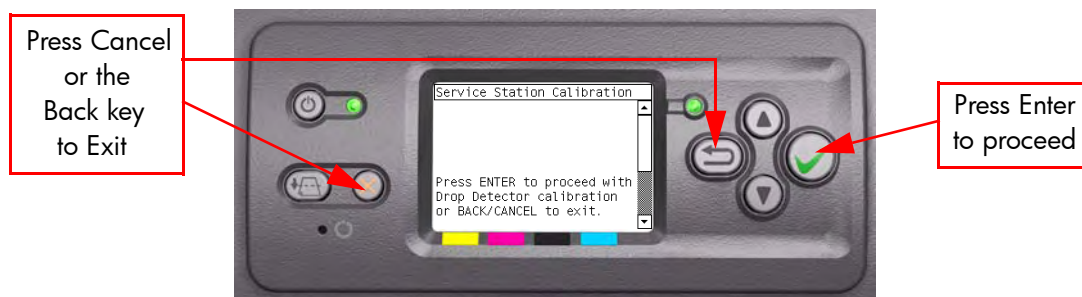 Press Cancel
or the
Back key
to Exit
Service Station Calibration
Press ENTER to proceed with
Drop Detector calibration
or BACK/CANCEL to exit.
Press Enter
to proceed